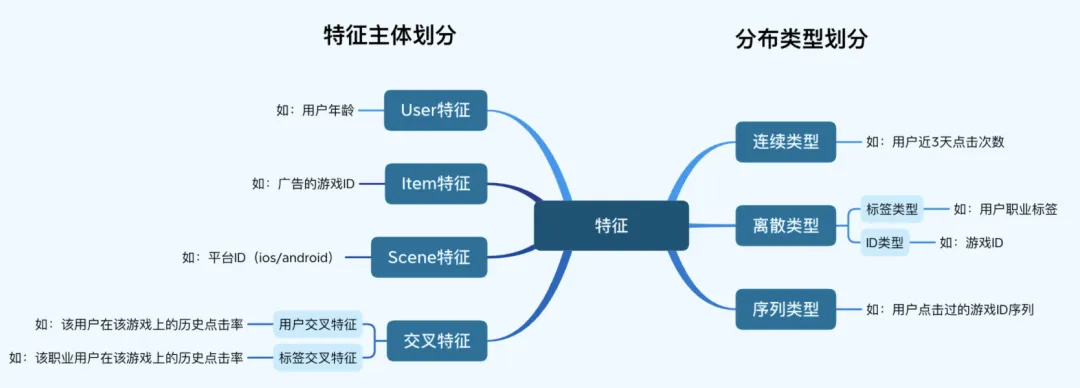 特征主体划分
分布类型划分
如：用户年龄
User特征
如：广告的游戏ID
Item特征
如：平台ID（ios/android）
Scene特征
如：该用户在该游戏上的历史点击率
用户交叉特征
如：该职业用户在该游戏上的历史点击率
标签交叉特征
交叉特征
特征
连续类型
如：用户近3天点击次数
离散类型
标签类型
如：用户职业标签
ID类型
如：游戏ID
序列类型
如：用户点击过的游戏ID序列